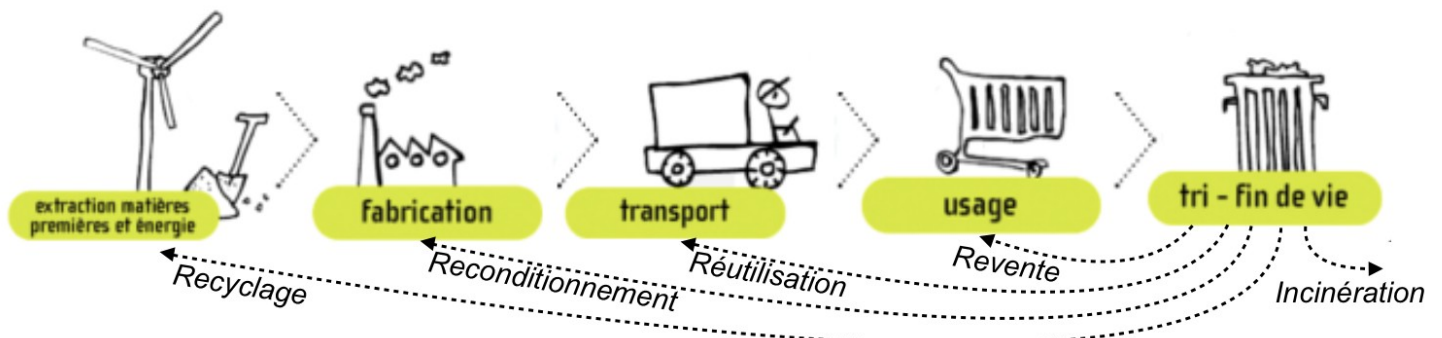 extraction matières
premières et énergie
fabrication
transport
usage
tri - fin de vie
Recyclage
Reconditionnement
Réutilisation
Revente
Incinération